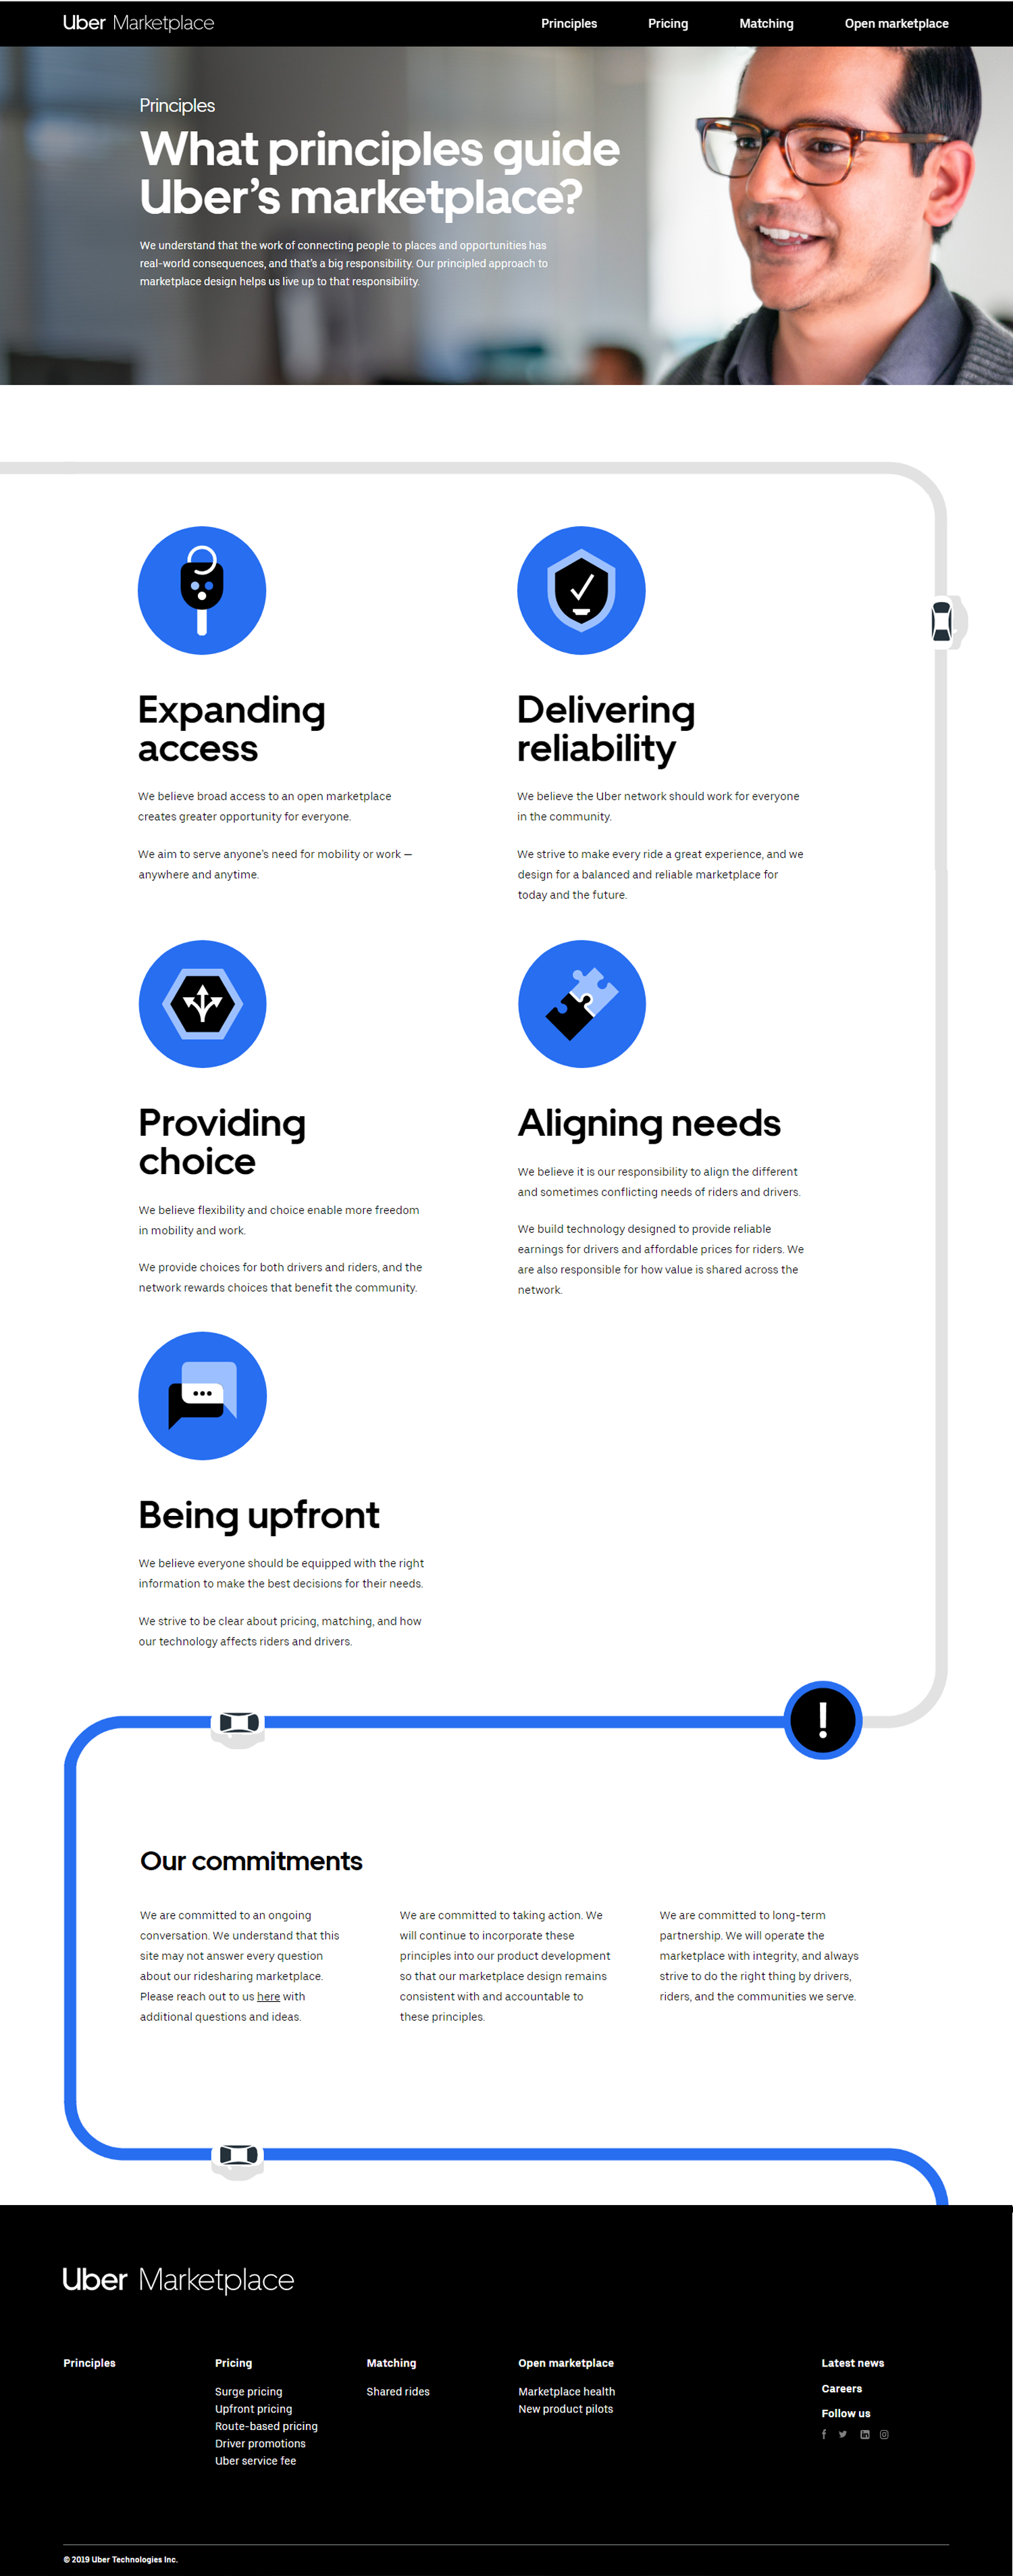 Uber Marketplace
Principles
Pricing
Matching
Open marketplace
Principles
What principles guide
Uber’s marketplace?
We understand that the work of connecting people to places and opportunities has
real-world consequences, and that’s a big responsibility. Our principled approach to
marketplace design helps us live up to that responsibility.
Expanding
access
We believe broad access to an open marketplace
creates greater opportunity for everyone.
We aim to serve anyone’s need for mobility or work —
anywhere and anytime.
Delivering
reliability
We believe the Uber network should work for everyone
in the community.
We strive to make every ride a great experience, and we
design for a balanced and reliable marketplace for
today and the future.
Providing
choice
We believe flexibility and choice enable more freedom
in mobility and work.
We provide choices for both drivers and riders, and the
network rewards choices that benefit the community.
Aligning needs
We believe it is our responsibility to align the different
and sometimes conflicting needs of riders and drivers.
We build technology designed to provide reliable
earnings for drivers and affordable prices for riders. We
are also responsible for how value is shared across the
network.
Being upfront
We believe everyone should be equipped with the right
information to make the best decisions for their needs.
We strive to be clear about pricing, matching, and how
our technology affects riders and drivers.
!
Our commitments
We are committed to an ongoing
conversation. We understand that this
site may not answer every question
about our ridesharing marketplace.
Please reach out to us here with
additional questions and ideas.
We are committed to taking action. We
will continue to incorporate these
principles into our product development
so that our marketplace design remains
consistent with and accountable to
these principles.
We are committed to long-term
partnership. We will operate the
marketplace with integrity, and always
strive to do the right thing by drivers,
riders, and the communities we serve.
Uber Marketplace
Principles
Pricing
Surge pricing
Upfront pricing
Route-based pricing
Driver promotions
Uber service fee
Matching
Shared rides
Open marketplace
Marketplace health
New product pilots
Latest news
Careers
Follow us
© 2019 Uber Technologies Inc.